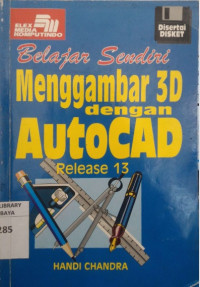 ELEX
MEDIA
KOMPUTINDO
Disertai
DISKET
Belajar Sendiri
Menggambar 3D
dengan
AutoCAD
Release 13
LIBRARY
BAYA
285
HANDI CHANDRA